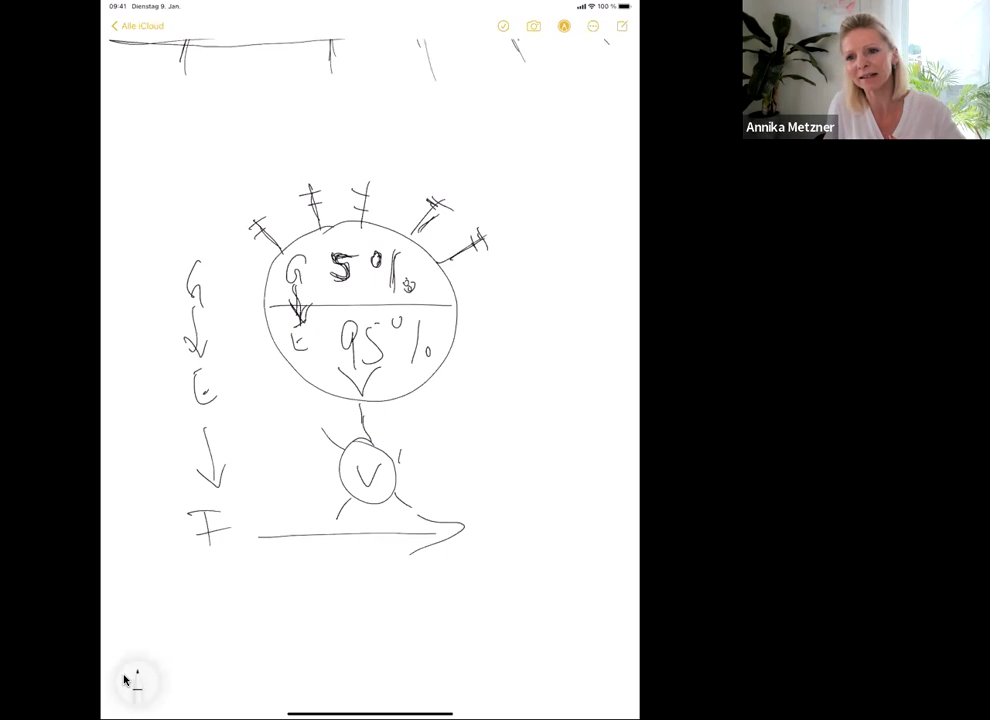 09:41 Dienstag 9. Jan.
100 %
Alle iCloud
Annika Metzner
G 5%
E 95%
V
G
E